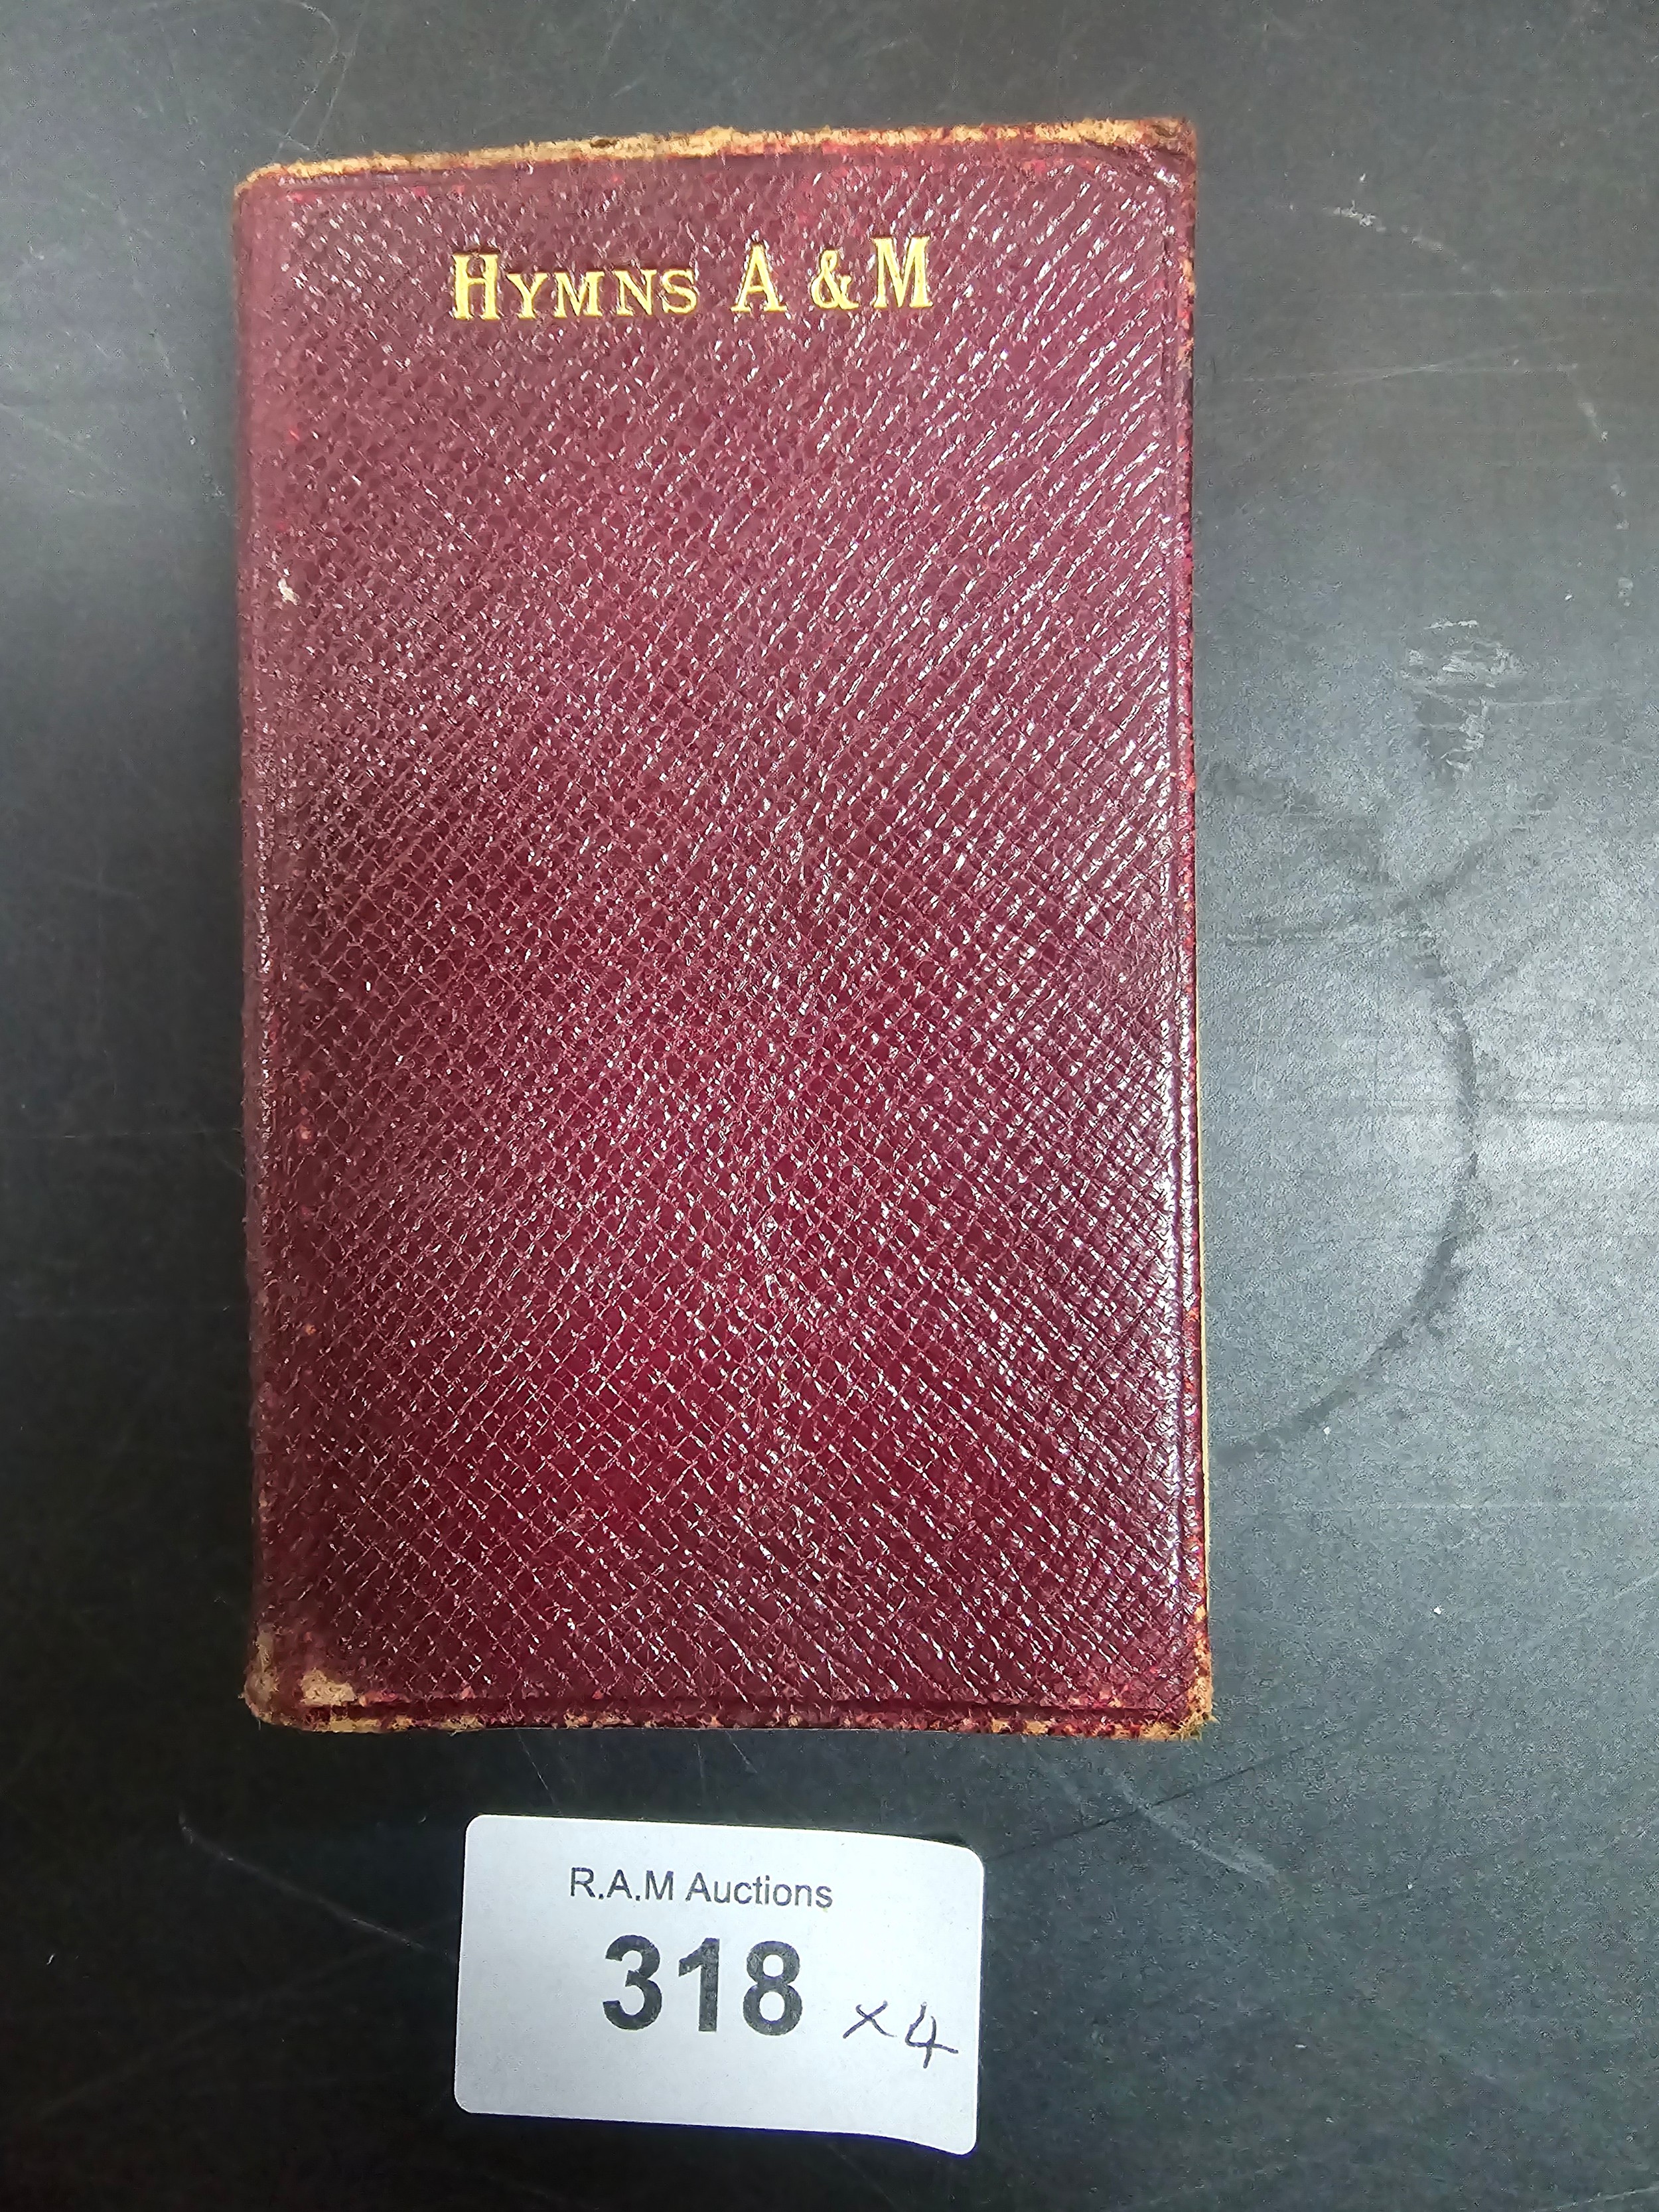 HYMNS A & M
R.A.M Auctions
318 x4